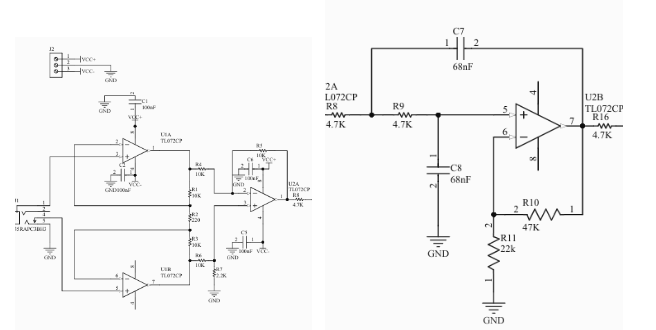 J2
VCC+
VCC-
GND
C1
100nF
GND
VCC+
U1A
TL072CP
C2
GND
100nF
VCC-
R4
10K
R5
10K
C4
VCC+
100nF
GND
U2A
TL072CP
R8
4.7K
R1
10K
R2
220
R3
10K
R6
10K
R7
2.2K
C5
100nF
GND
VCC-
GND
GND
U1B
TL072CP
C7
1 2
68nF
2A
L072CP
R8
4.7K
R9
4.7K
5
6
7
4
8
U2B
TL072CP
R16
4.7K
1
C8
68nF
2
GND
2 R10 1
47K
2
R11
22k
1
GND